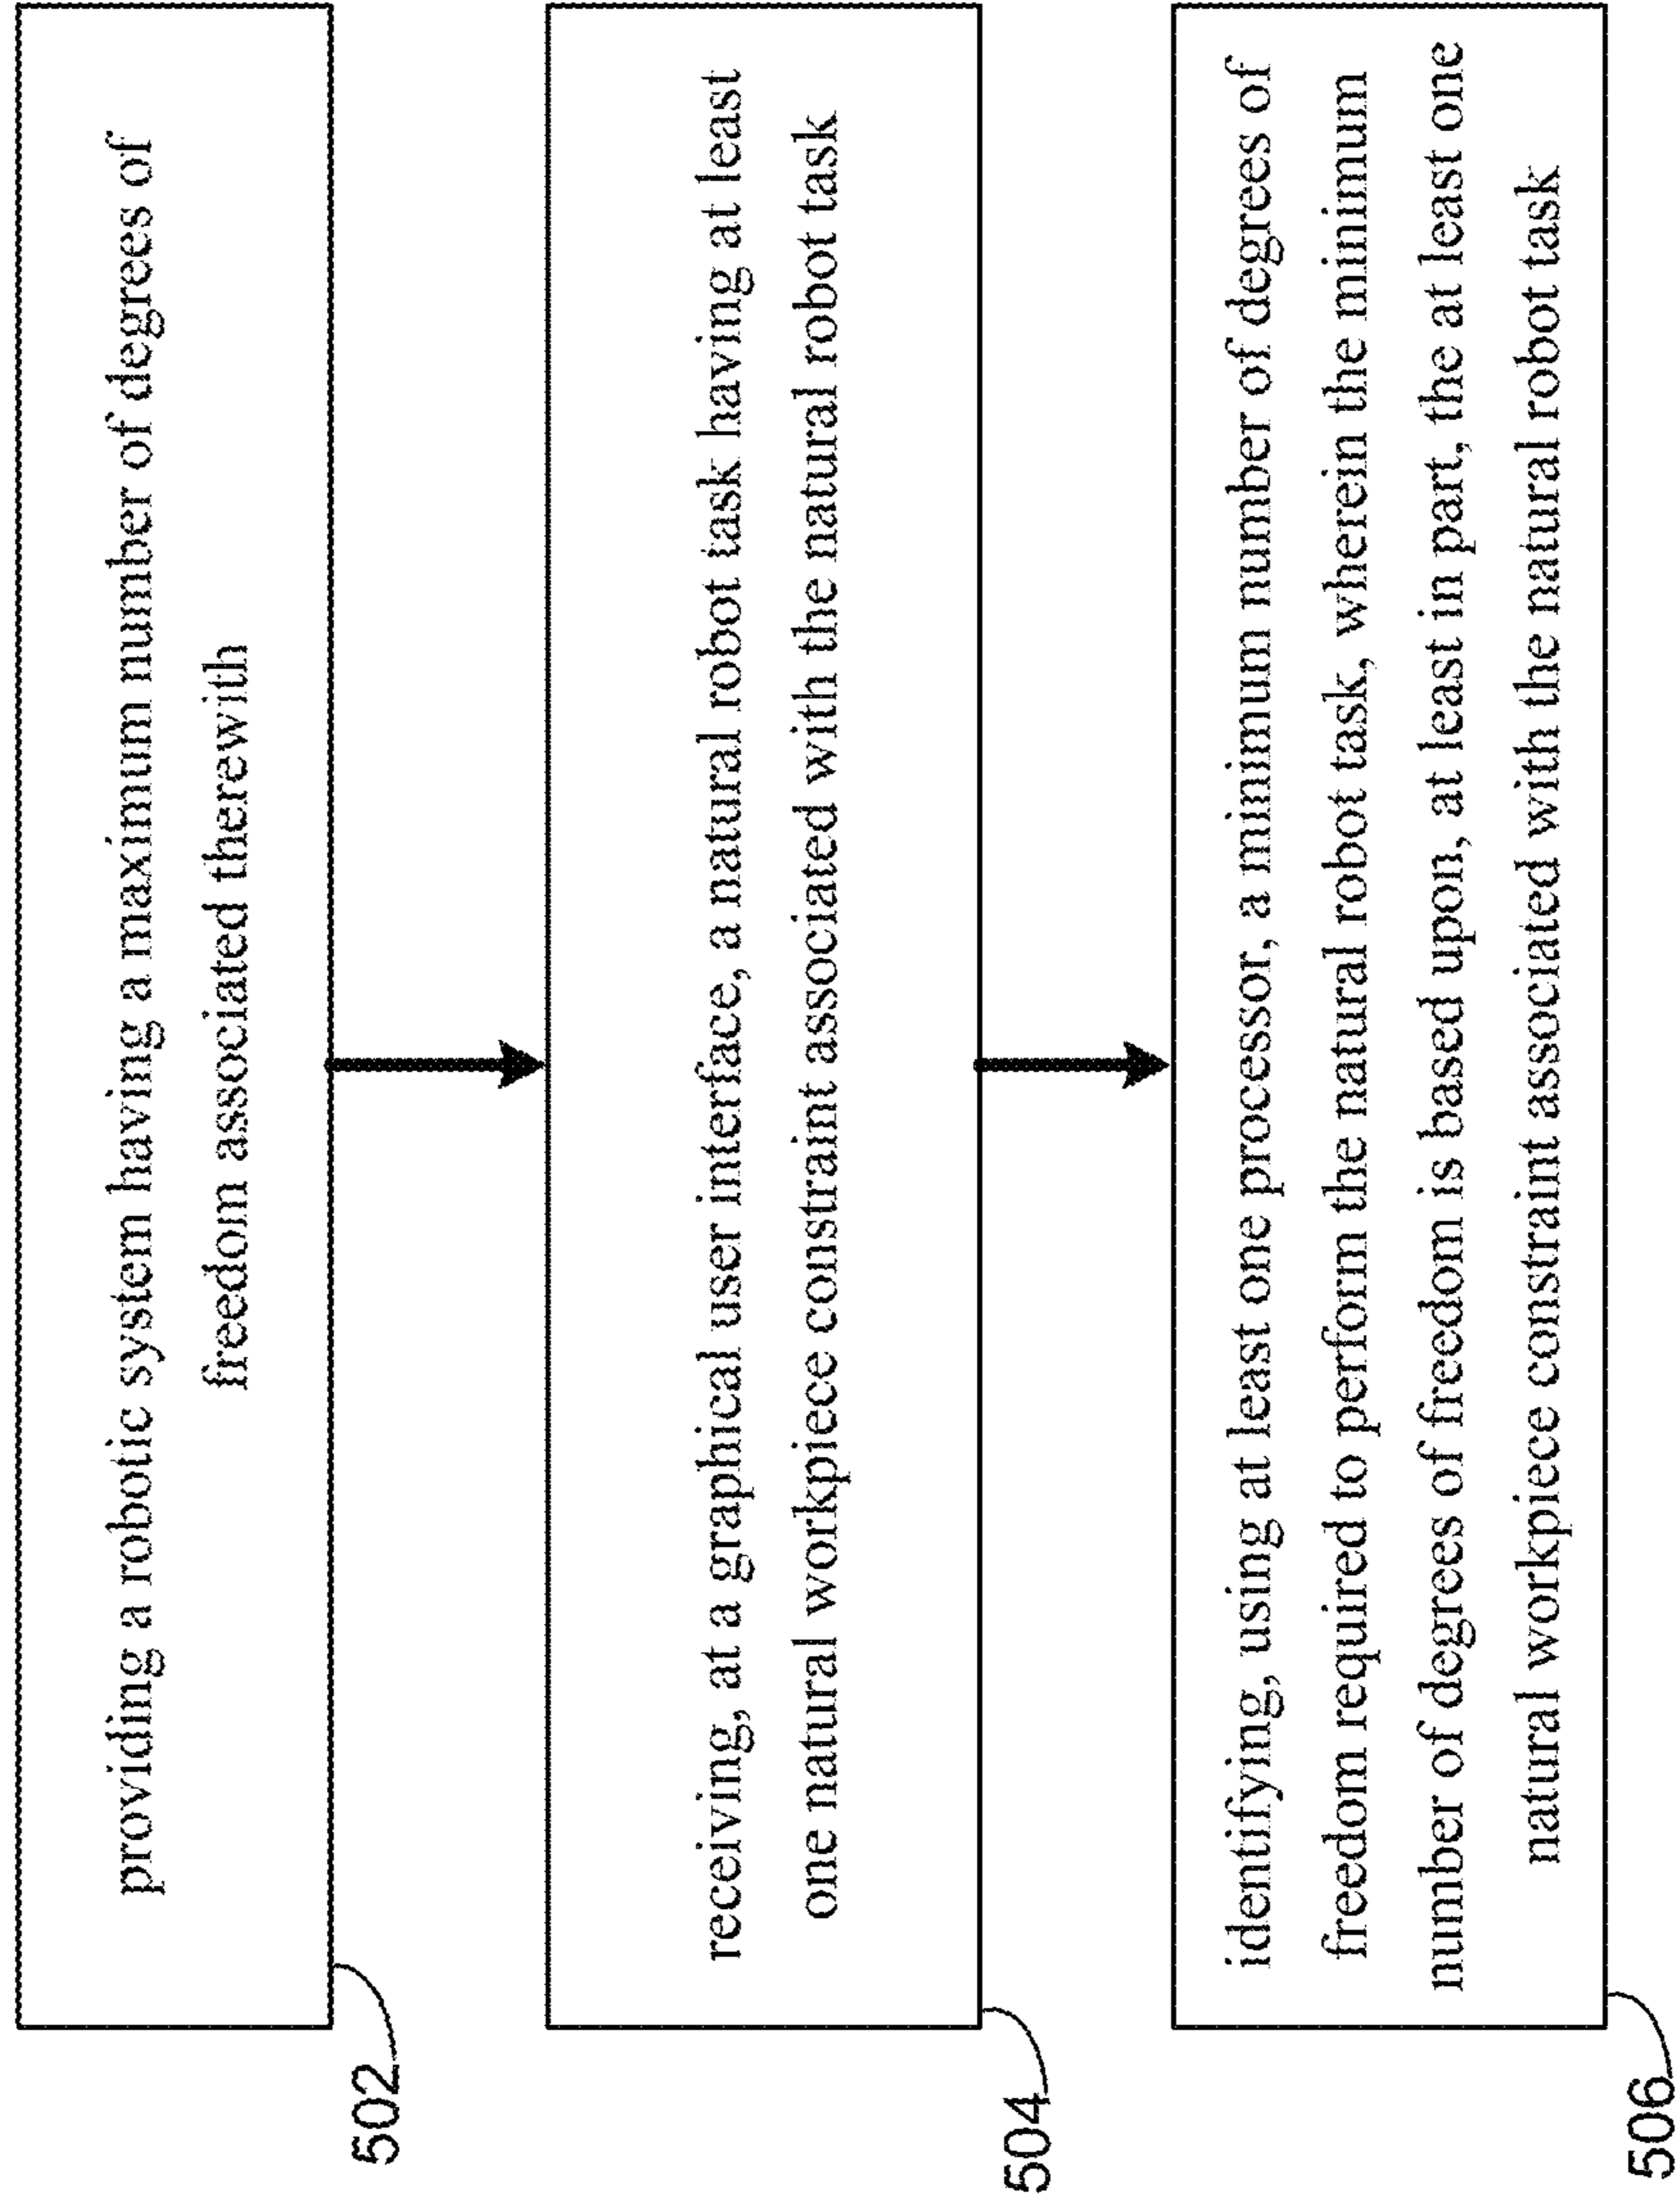 providing a robotic system having a maximum number of degrees of
freedom associated therewith
502
receiving, at a graphical user interface, a natural robot task having at least
one natural workpiece constraint associated with the natural robot task
504
identifying, using at least one processor, a minimum number of degrees of
freedom required to perform the natural robot task, wherein the minimum
number of degrees of freedom is based upon, at least in part, the at least one
natural workpiece constraint associated with the natural robot task
506